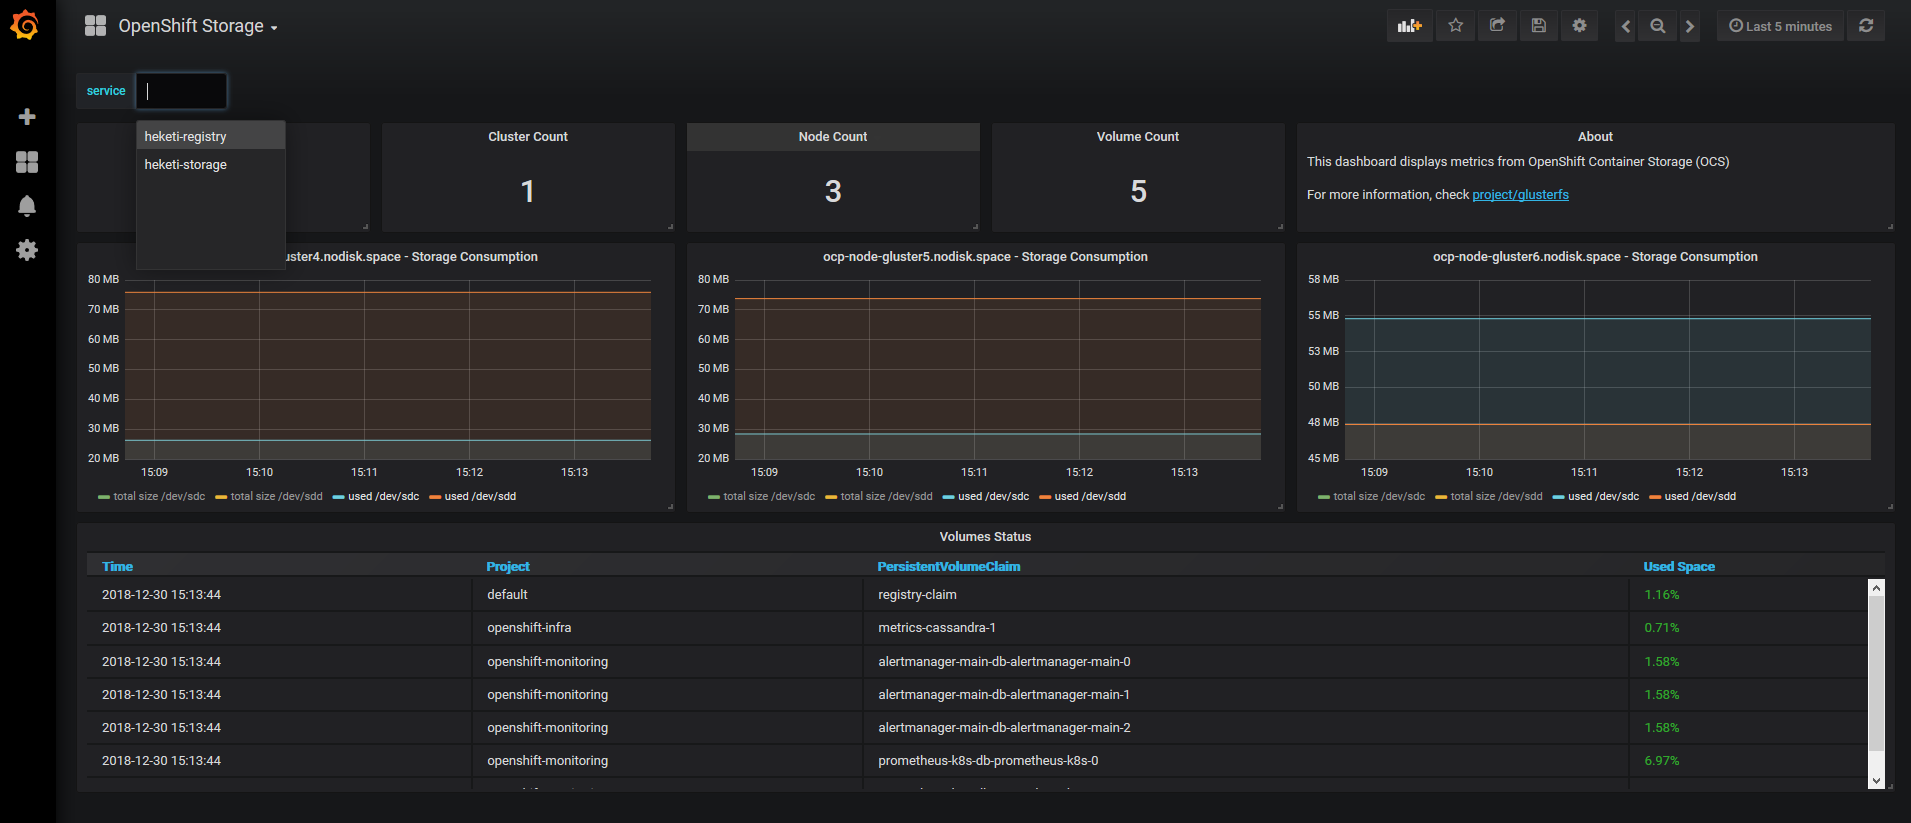 OpenShift Storage
Last 5 minutes
service
heketi-registry
heketi-storage
Cluster Count
1
Node Count
3
Volume Count
5
About
This dashboard displays metrics from OpenShift Container Storage (OCS)
For more information, check project/glusterfs
uster4.nodisk.space - Storage Consumption
80 MB
70 MB
60 MB
50 MB
40 MB
30 MB
20 MB
15:09 15:10 15:11 15:12 15:13
total size /dev/sdc total size /dev/sdd used /dev/sdc used /dev/sdd
ocp-node-gluster5.nodisk.space - Storage Consumption
80 MB
70 MB
60 MB
50 MB
40 MB
30 MB
20 MB
15:09 15:10 15:11 15:12 15:13
total size /dev/sdc total size /dev/sdd used /dev/sdc used /dev/sdd
ocp-node-gluster6.nodisk.space - Storage Consumption
58 MB
55 MB
53 MB
50 MB
48 MB
45 MB
15:09 15:10 15:11 15:12 15:13
total size /dev/sdc total size /dev/sdd used /dev/sdc used /dev/sdd
Volumes Status
Time Project PersistentVolumeClaim Used Space
2018-12-30 15:13:44 default registry-claim 1.16%
2018-12-30 15:13:44 openshift-infra metrics-cassandra-1 0.71%
2018-12-30 15:13:44 openshift-monitoring alertmanager-main-db-alertmanager-main-0 1.58%
2018-12-30 15:13:44 openshift-monitoring alertmanager-main-db-alertmanager-main-1 1.58%
2018-12-30 15:13:44 openshift-monitoring alertmanager-main-db-alertmanager-main-2 1.58%
2018-12-30 15:13:44 openshift-monitoring prometheus-k8s-db-prometheus-k8s-0 6.97%